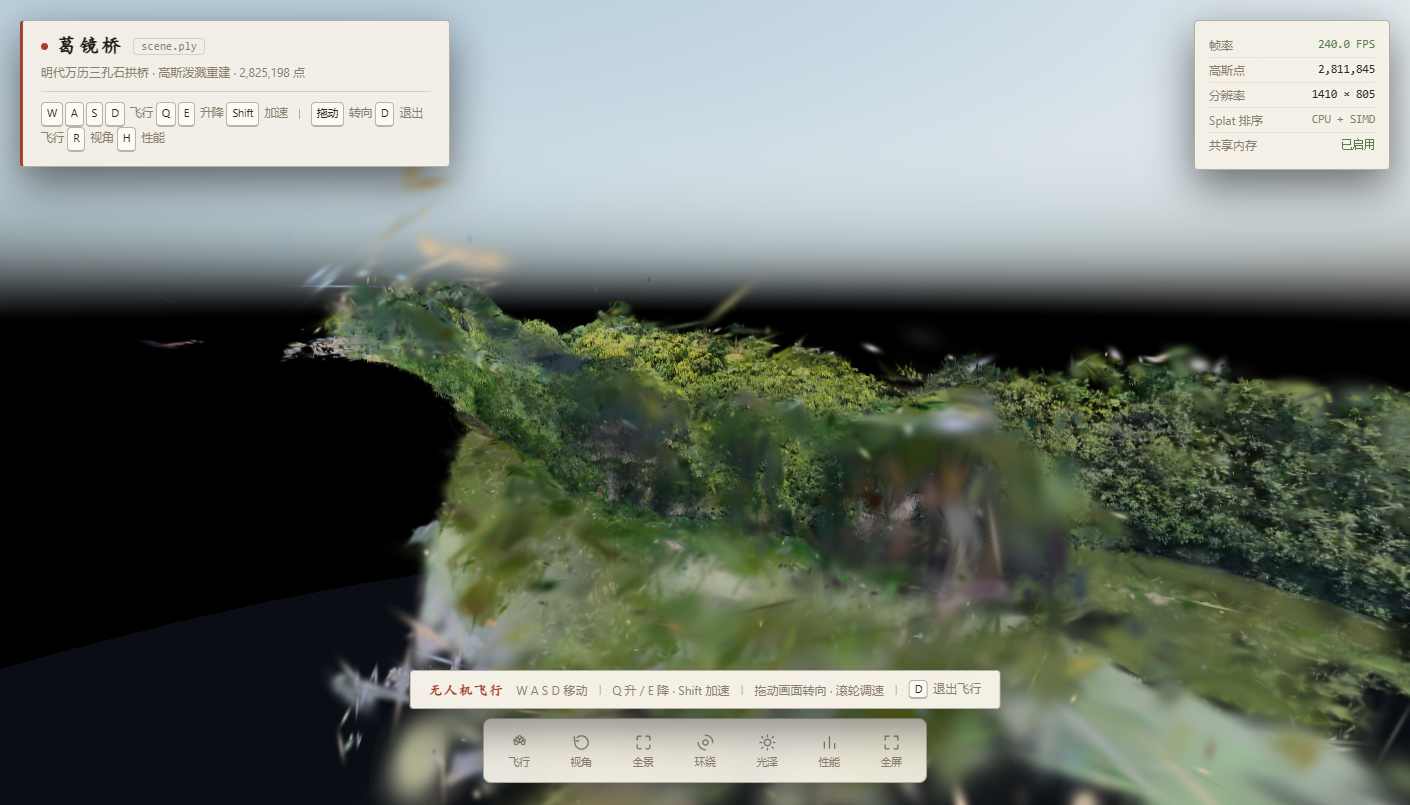 葛镜桥 scene.ply
明代万历三孔石拱桥 · 高斯泼溅重建 · 2,825,198 点
W A S D 飞行 Q E 升降 Shift 加速 | 拖动 转向 D 退出
飞行 R 视角 H 性能
帧率 240.0 FPS
高斯点 2,811,845
分辨率 1410 × 805
Splat 排序 CPU + SIMD
共享内存 已启用
无人机飞行 W A S D 移动 | Q 升 / E 降 · Shift 加速 | 拖动画面转向 · 滚轮调速 | D 退出飞行
飞行 视角 全景 环绕 光泽 性能 全屏